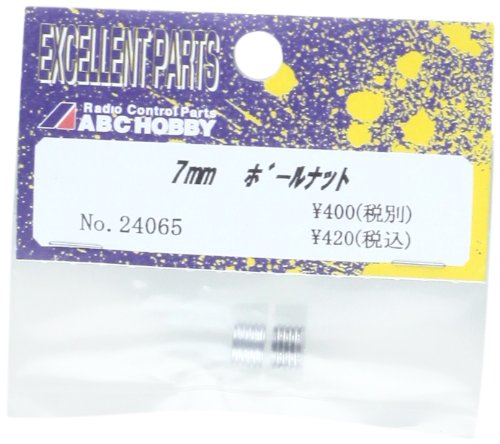 EXCELLENT PARTS
Radio Control Parts
ABC HOBBY
7mm ボールナット
No.24065
¥400(税別)
¥420(税込)